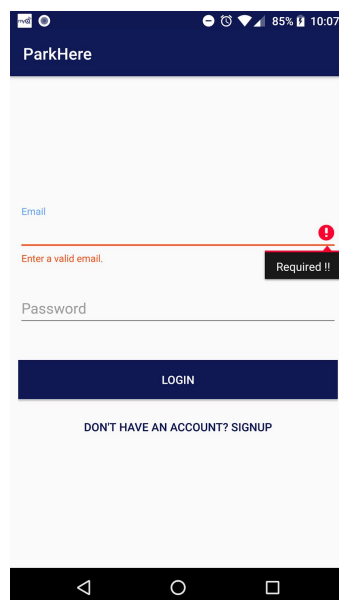 85% 10:07
ParkHere
Email
Enter a valid email.
Required !!
Password
LOGIN
DON'T HAVE AN ACCOUNT? SIGNUP